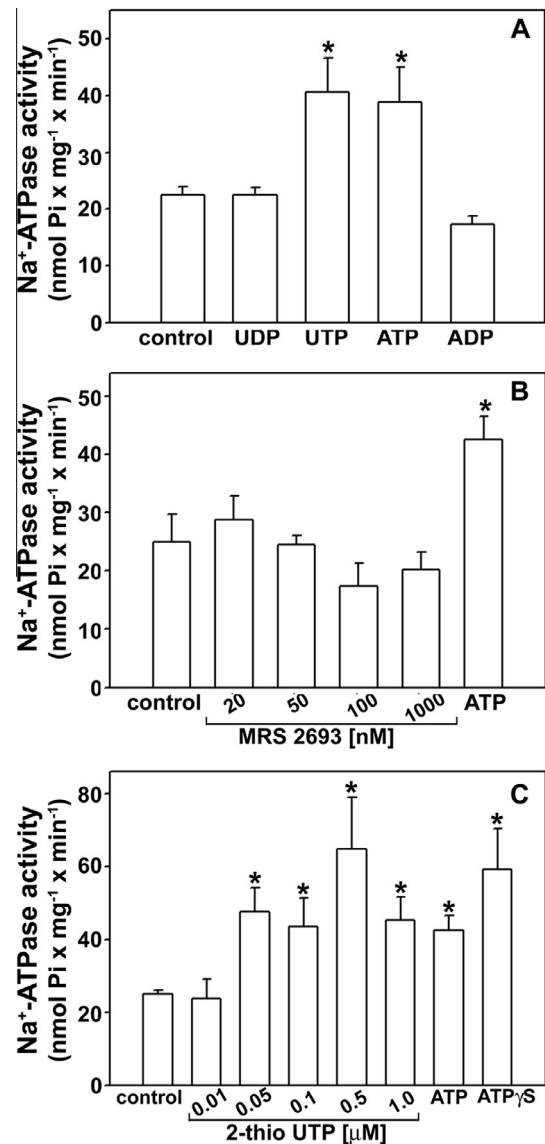 A
Na⁺-ATPase activity
(nmol Pi x mg⁻¹ x min⁻¹)
50
40
30
20
10
0
*
*
control UDP UTP ATP ADP
B
Na⁺-ATPase activity
(nmol Pi x mg⁻¹ x min⁻¹)
50
40
30
20
10
0
*
control 20 50 100 1000 ATP
MRS 2693 [nM]
C
Na⁺-ATPase activity
(nmol Pi x mg⁻¹ x min⁻¹)
80
60
40
20
0
*
*
*
*
*
*
control 0.01 0.05 0.1 0.5 1.0 ATP ATPγS
2-thio UTP [μM]